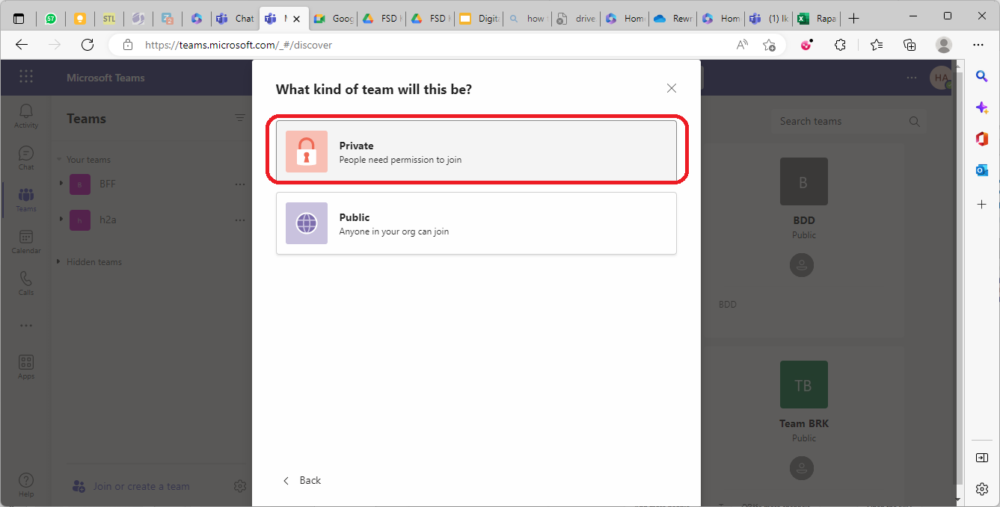 57
STL
Chat
Goog
FSD
FSD
Digit
how
drive
Hom
Rewr
Hom
(1) Ik
Rapa
https://teams.microsoft.com/_#/discover
Microsoft Teams
HA
What kind of team will this be?
Private
People need permission to join
Public
Anyone in your org can join
Back
Activity
Chat
Teams
Calendar
Calls
Apps
Help
Teams
Your teams
B
BFF
h
h2a
Hidden teams
Join or create a team
Search teams
B
BDD
Public
BDD
TB
Team BRK
Public